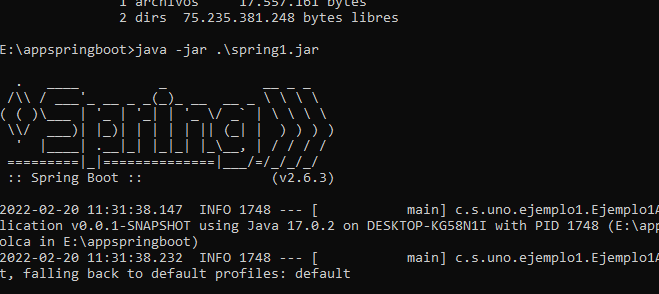 1 archivos 17.557.161 bytes
2 dirs 75.235.381.248 bytes libres
E:\appspringboot>java -jar .\spring1.jar
  .   ____          _            __ _ _
 /\\ / ___'_ __ _ _(_)_ __  __ _ \ \ \ \
( ( )\___ | '_ | '_| | '_ \/ _` | \ \ \ \
 \\/  ___)| |_)| | | | | || (_| |  ) ) ) )
  '  |____| .__|_| |_|_| |_\__, | / / / /
 =========|_|==============|___/=/_/_/_/
 :: Spring Boot ::                (v2.6.3)
2022-02-20 11:31:38.147  INFO 1748 --- [           main] c.s.uno.ejemplo1.Ejemplo1A
lication v0.0.1-SNAPSHOT using Java 17.0.2 on DESKTOP-KG58N1I with PID 1748 (E:\app
olca in E:\appspringboot)
2022-02-20 11:31:38.232  INFO 1748 --- [           main] c.s.uno.ejemplo1.Ejemplo1A
t, falling back to default profiles: default